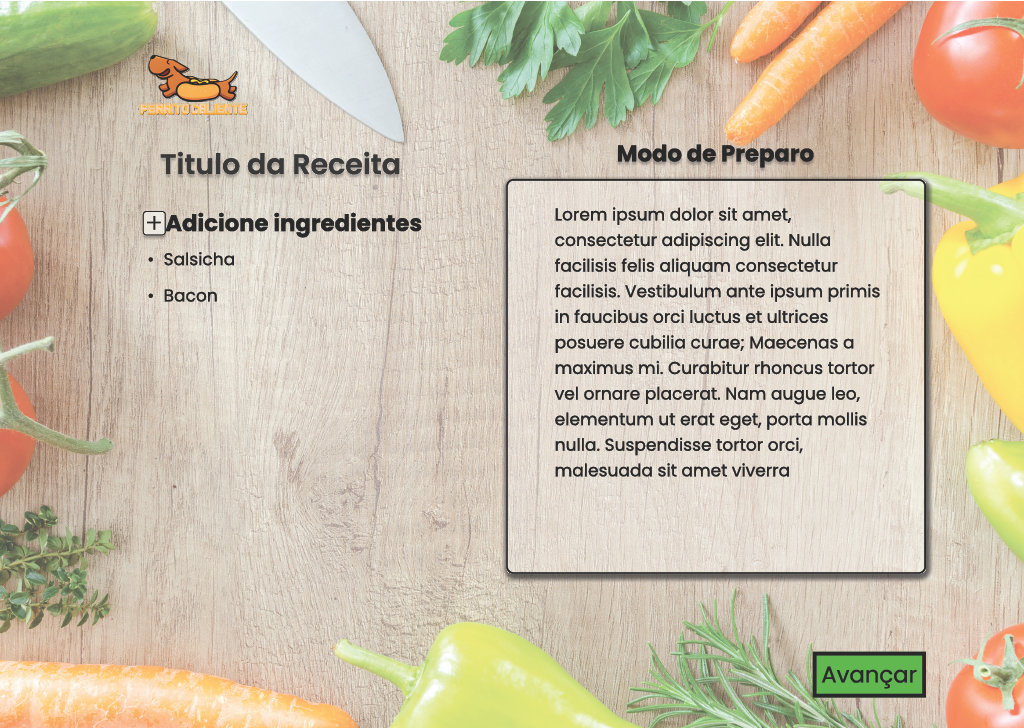 PERRITO CALIENTE
Titulo da Receita
+Adicione ingredientes
• Salsicha
• Bacon
Modo de Preparo
Lorem ipsum dolor sit amet,
consectetur adipiscing elit. Nulla
facilisis felis aliquam consectetur
facilisis. Vestibulum ante ipsum primis
in faucibus orci luctus et ultrices
posuere cubilia curae; Maecenas a
maximus mi. Curabitur rhoncus tortor
vel ornare placerat. Nam augue leo,
elementum ut erat eget, porta mollis
nulla. Suspendisse tortor orci,
malesuada sit amet viverra
Avançar